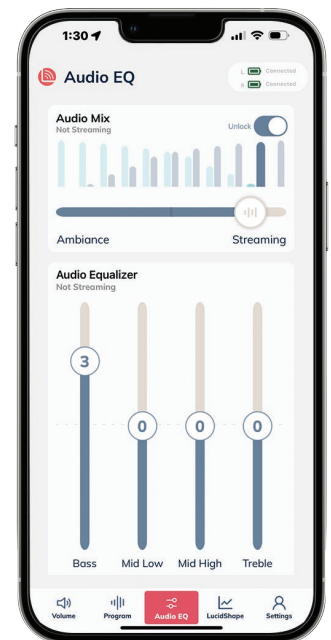 1:30
Audio EQ
L Connected
R Connected
Audio Mix
Not Streaming
Unlock
Ambiance Streaming
Audio Equalizer
Not Streaming
3
0 0 0
Bass Mid Low Mid High Treble
Volume Program Audio EQ LucidShape Settings